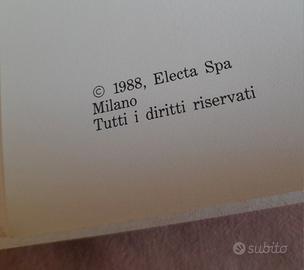 © 1988, Electa Spa
Milano
Tutti i diritti riservati
subito